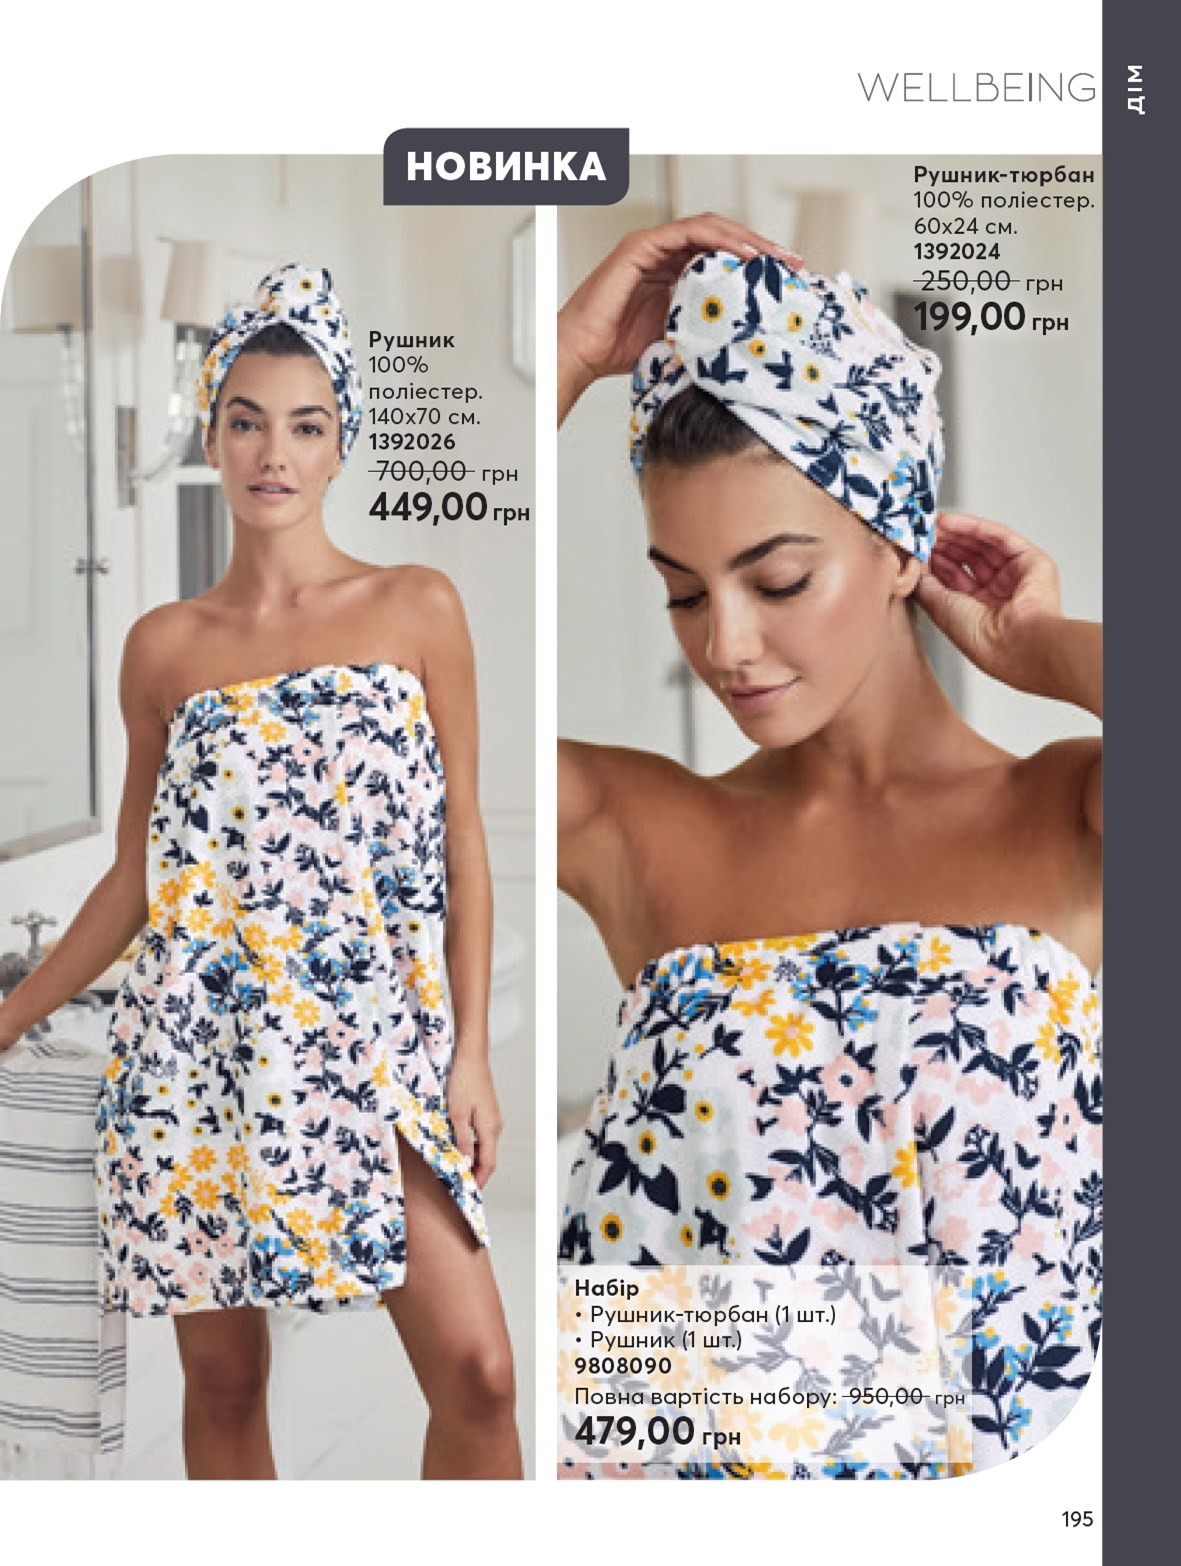 WELLBEING
ДІМ
НОВИНКА
Рушник-тюрбан
100% поліестер.
60х24 см.
1392024
250,00 грн
199,00 грн
Рушник
100%
поліестер.
140х70 см.
1392026
700,00 грн
449,00 грн
Набір
• Рушник-тюрбан (1 шт.)
• Рушник (1 шт.)
9808090
Повна вартість набору: 950,00 грн
479,00 грн
195